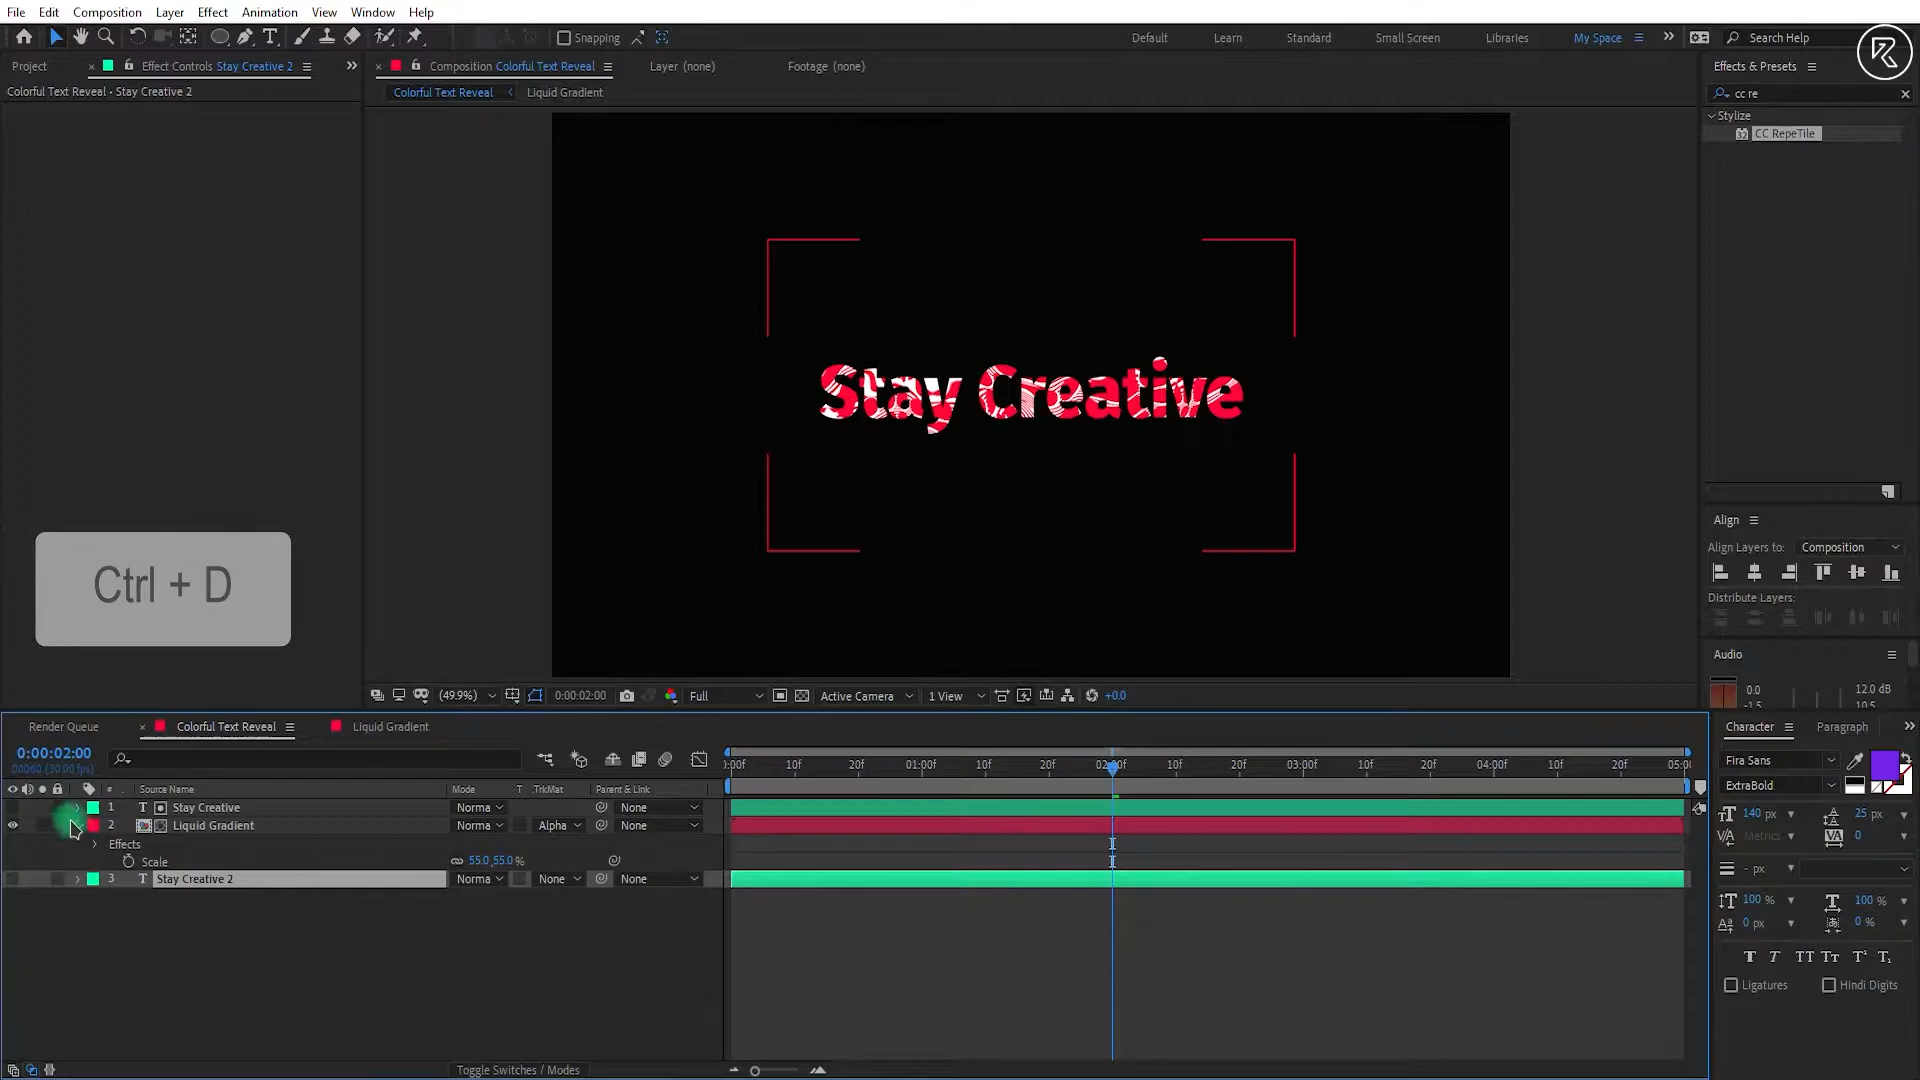 File Edit Composition Layer Effect Animation View Window Help
Snapping Default Learn Standard Small Screen Libraries My Space Search Help
Project Effect Controls Stay Creative 2 Composition Colorful Text Reveal Layer (none) Footage (none) Effects & Presets
Colorful Text Reveal • Stay Creative 2 Colorful Text Reveal Liquid Gradient cc re
Stylize
32 CC RepeTile
Stay Creative
Ctrl + D
Align
Align Layers to: Composition
Distribute Layers:
Audio
0.0 12.0 dB
-1.5 10.5
(49.9%) 0:00:02:00 Full Active Camera 1 View +0.0
Render Queue Colorful Text Reveal Liquid Gradient Character Paragraph
0:00:02:00
00060 (30.00 fps)
:00f 10f 20f 01:00f 10f 20f 02:00f 10f 20f 03:00f 10f 20f 04:00f 10f 20f 05:00
# Source Name Mode T TrkMat Parent & Link
1 T Stay Creative Norma None
2 Liquid Gradient Norma Alpha None
Effects
Scale 55.0,55.0 %
3 T Stay Creative 2 Norma None None
Toggle Switches / Modes
Fira Sans
ExtraBold
140 px 25 px
Metrics 0
- px
100 % 100 %
0 px 0 %
T T TT Tt T¹ T₁
Ligatures Hindi Digits